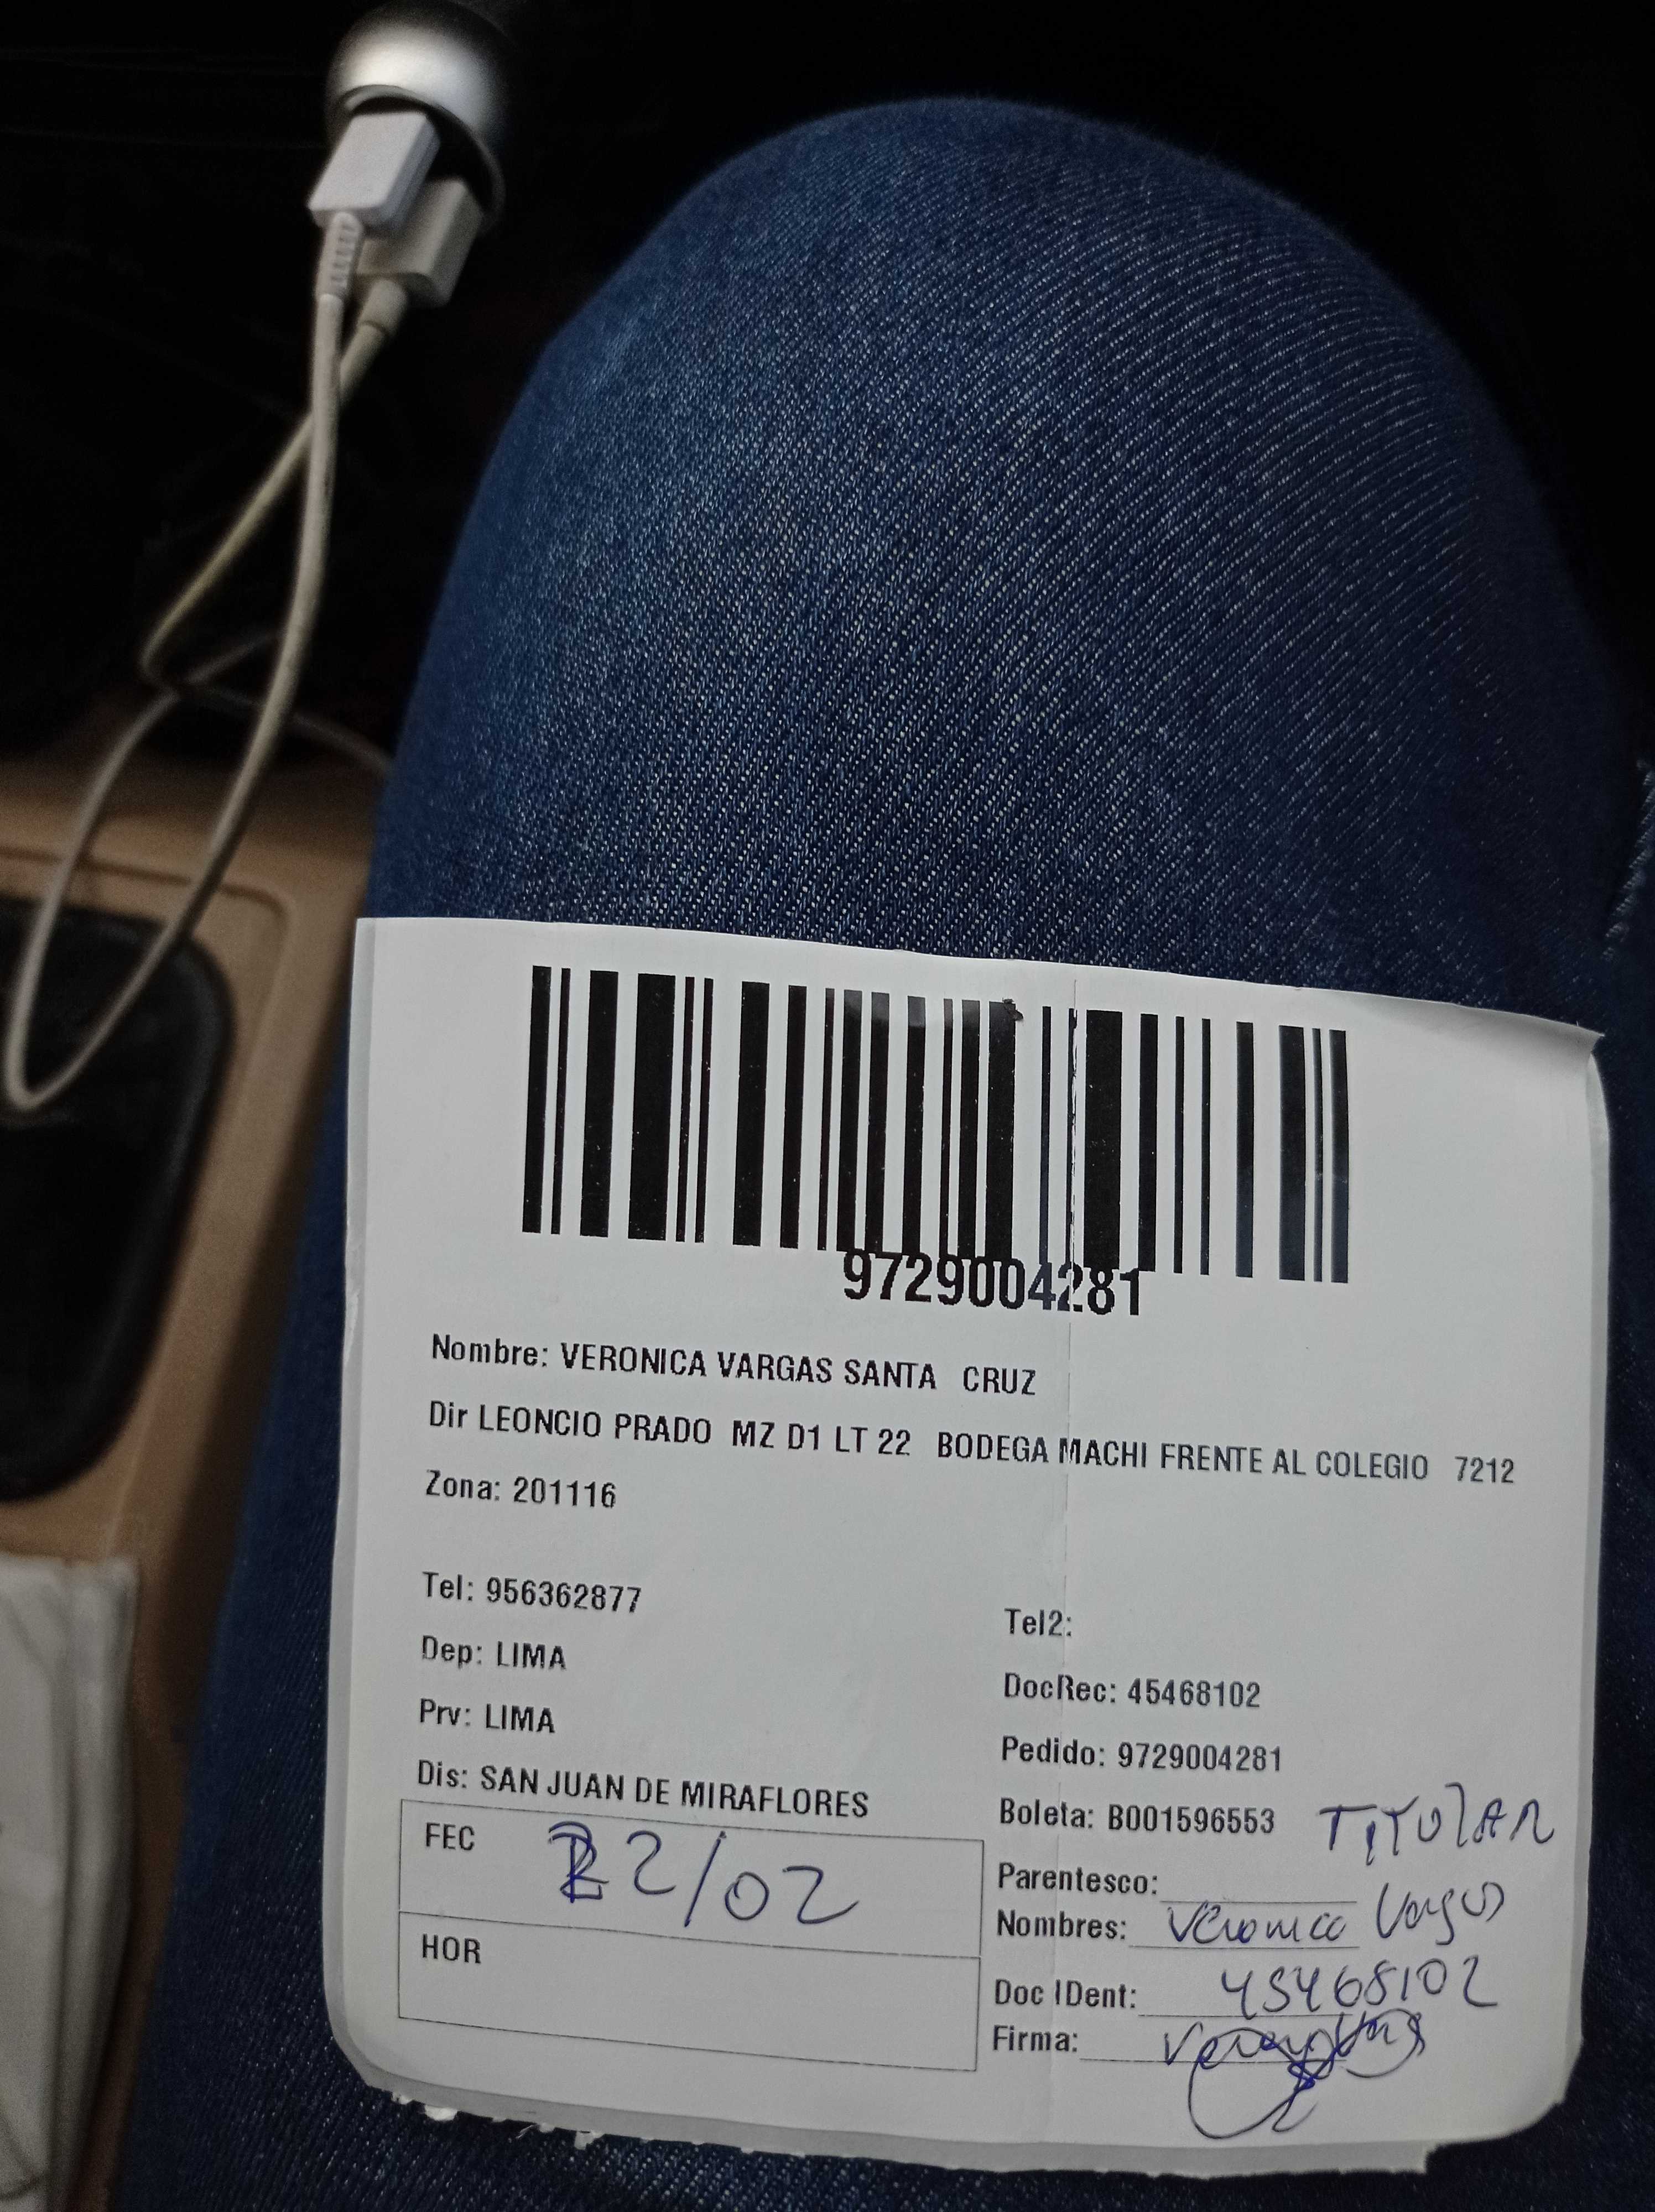 9729004281
Nombre: VERONICA VARGAS SANTA CRUZ
Dir LEONCIO PRADO MZ D1 LT 22 BODEGA MACHI FRENTE AL COLEGIO 7212
Zona: 201116
Tel: 956362877
Tel2:
Dep: LIMA
DocRec: 45468102
Prv: LIMA
Pedido: 9729004281
Dis: SAN JUAN DE MIRAFLORES
Boleta: B001596553 TITULAR
FEC 22/02
Parentesco:
Nombres: Veronica Vargas
HOR
Doc IDent: 45468102
Firma: